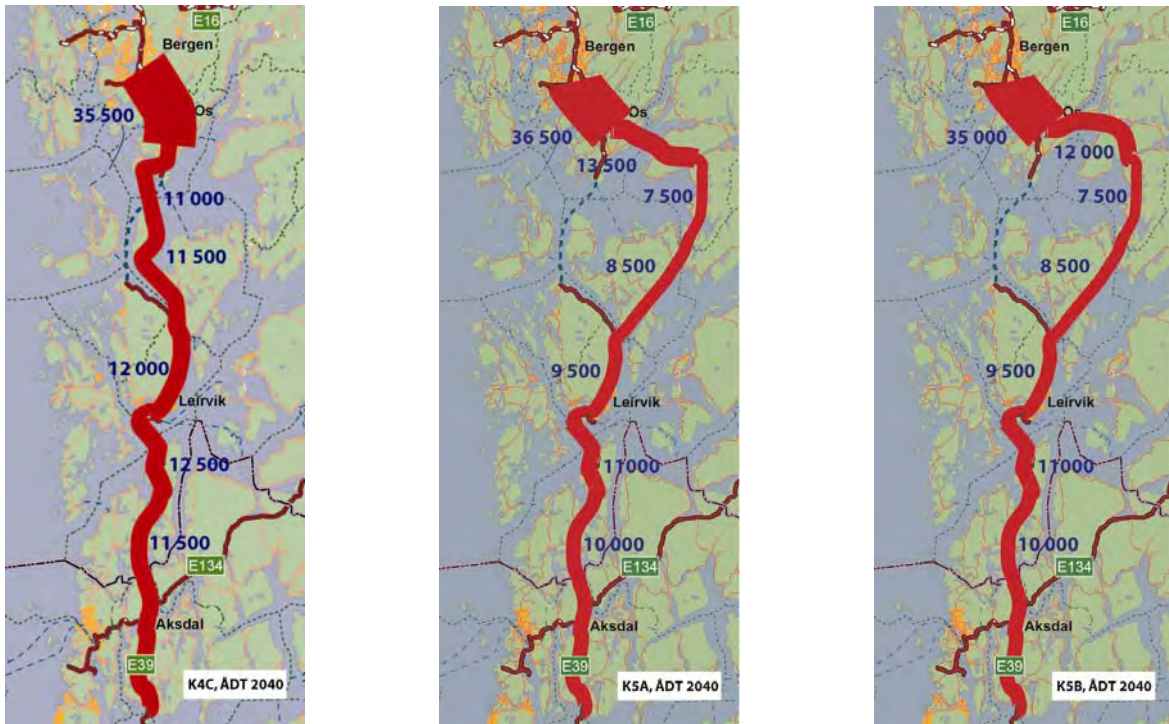 E16
Bergen
Os
35 500
11 000
11 500
12 000
Leirvik
12 500
11 500
E134
Aksdal
E39
K4C, ÅDT 2040
E16
Bergen
Os
36 500
13 500
7 500
8 500
9 500
Leirvik
11000
10 000
E134
Aksdal
E39
K5A, ÅDT 2040
E16
Bergen
Os
35 000
12 000
7 500
8 500
9 500
Leirvik
11000
10 000
E134
Aksdal
E39
K5B, ÅDT 2040